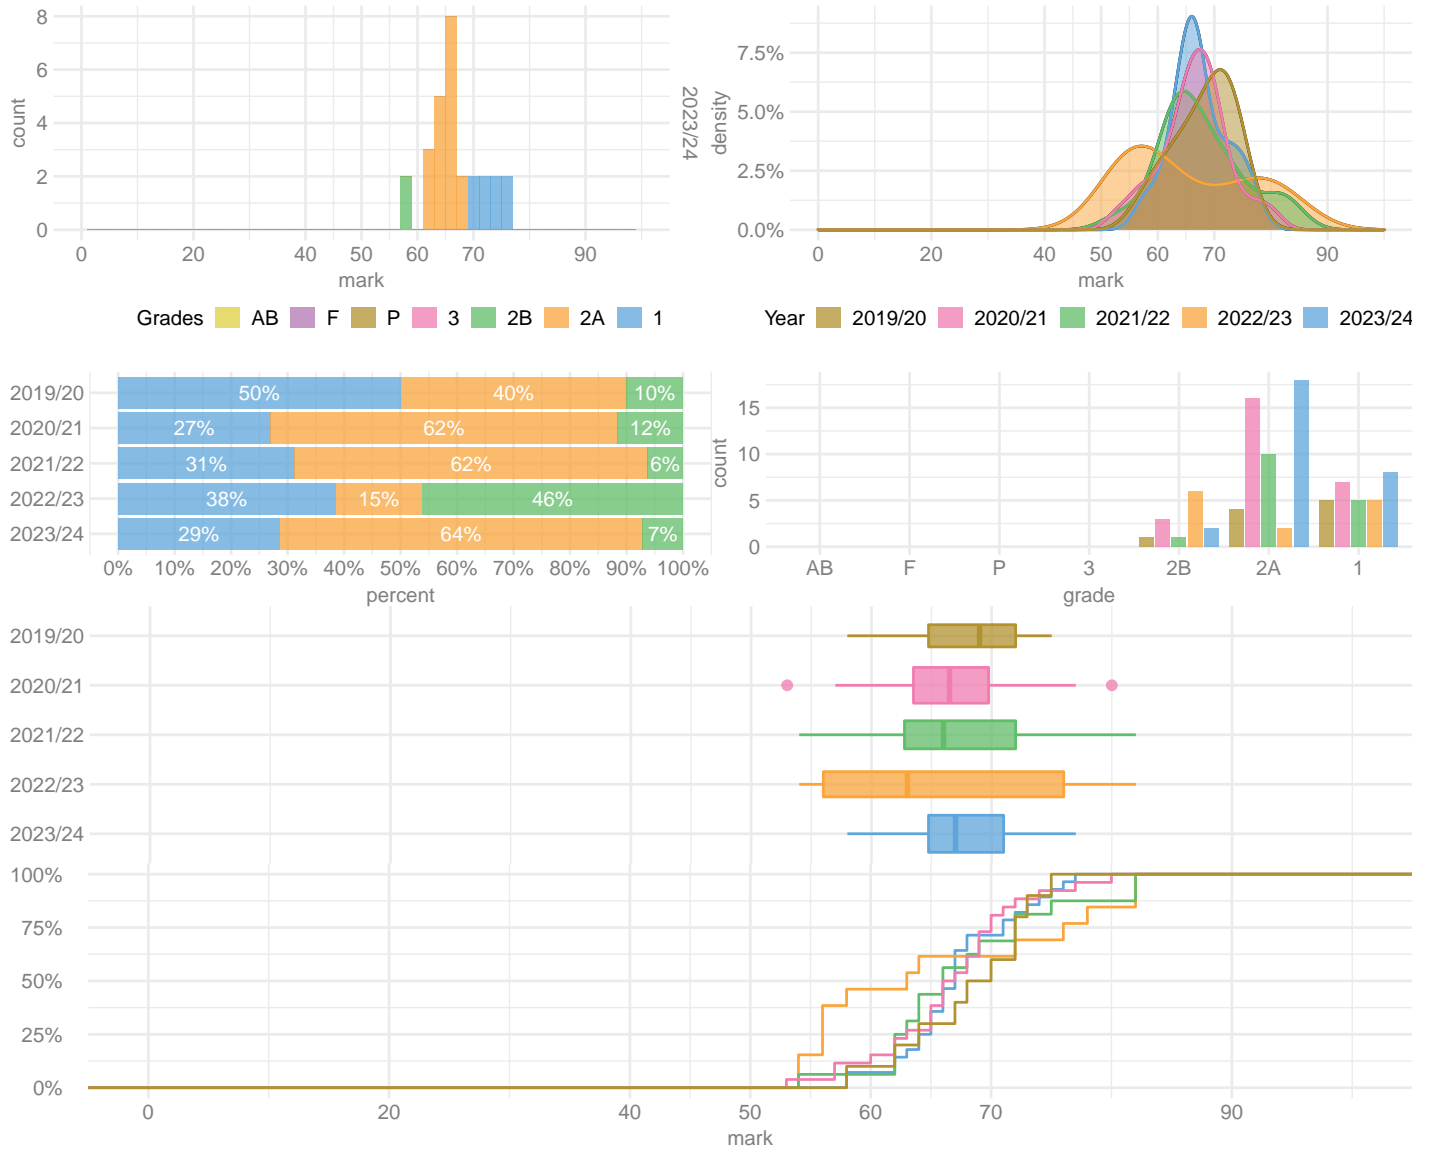 8
6
4
2
0
count
0 20 40 50 60 70 90
mark
2023/24
7.5%
5.0%
2.5%
0.0%
density
0 20 40 50 60 70 90
mark
Grades AB F P 3 2B 2A 1
Year 2019/20 2020/21 2021/22 2022/23 2023/24
2019/20 50% 40% 10%
2020/21 27% 62% 12%
2021/22 31% 62% 6%
2022/23 38% 15% 46%
2023/24 29% 64% 7%
0% 10% 20% 30% 40% 50% 60% 70% 80% 90% 100%
percent
15
10
5
0
count
AB F P 3 2B 2A 1
grade
2019/20
2020/21
2021/22
2022/23
2023/24
100%
75%
50%
25%
0%
0 20 40 50 60 70 90
mark